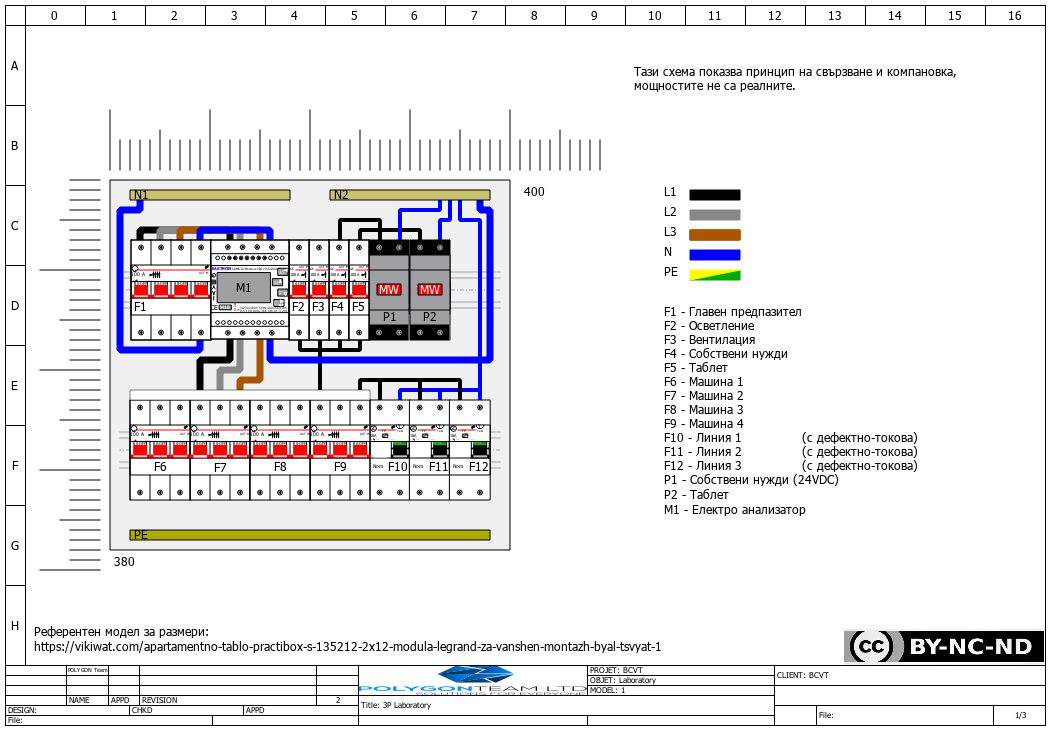 0 1 2 3 4 5 6 7 8 9 10 11 12 13 14 15 16
A
B
C
D
E
F
G
H
Тази схема показва принцип на свързване и компановка,
мощностите не са реалните.
400
380
N1 N2
M1
F1 F2 F3 F4 F5
MW MW
P1 P2
F6 F7 F8 F9 F10 F11 F12
Nom Nom Nom
PE
L1
L2
L3
N
PE
F1 - Главен предпазител
F2 - Осветление
F3 - Вентилация
F4 - Собствени нужди
F5 - Таблет
F6 - Машина 1
F7 - Машина 2
F8 - Машина 3
F9 - Машина 4
F10 - Линия 1 (с дефектно-токова)
F11 - Линия 2 (с дефектно-токова)
F12 - Линия 3 (с дефектно-токова)
P1 - Собствени нужди (24VDC)
P2 - Таблет
M1 - Електро анализатор
Референтен модел за размери:
https://vikiwat.com/apartamentno-tablo-practibox-s-135212-2x12-modula-legrand-za-vanshen-montazh-byal-tsvyat-1
cc BY-NC-ND
POLYGON Team
NAME APPD REVISION 2
DESIGN: CHKD APPD
File:
POLYGONTEAM LTD
SOLUTIONS FOR EVERYONE
Title: 3P Laboratory
PROJET: BCVT
OBJET: Laboratory
MODEL: 1
CLIENT: BCVT
File: 1/3